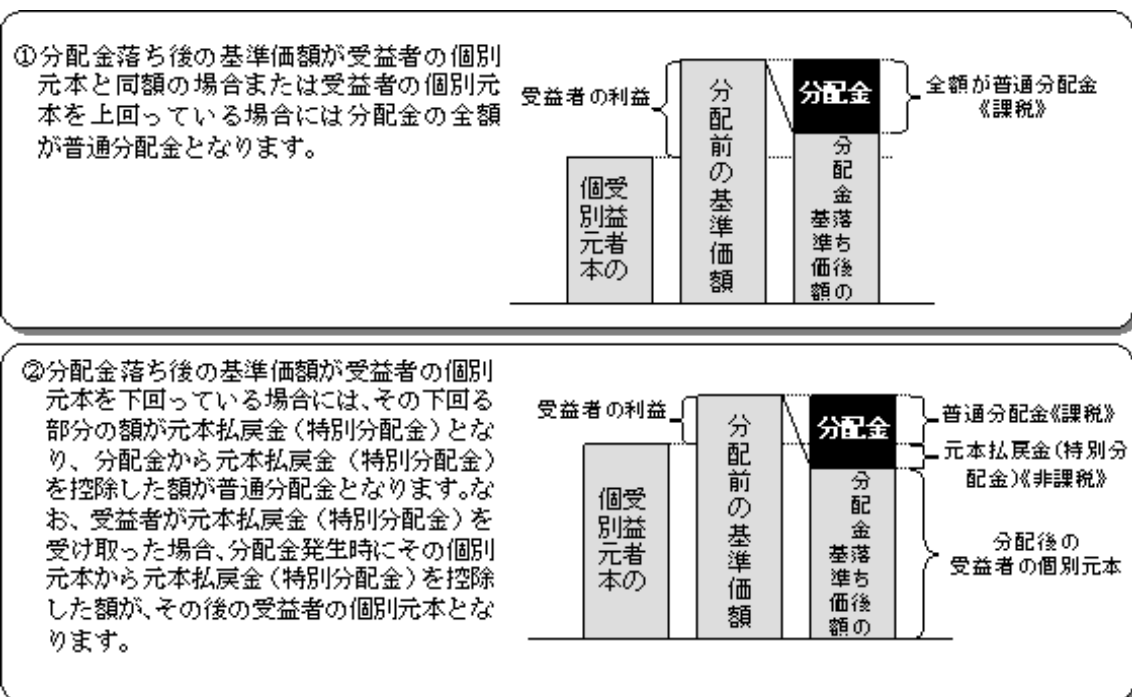 ①分配金落ち後の基準価額が受益者の個別
元本と同額の場合または受益者の個別元
本を上回っている場合には分配金の全額
が普通分配金となります。
受益者の利益
受益者の
個別元本
分配前の基準価額
分配金
分配金落ち後の
基準価額
全額が普通分配金
《課税》
②分配金落ち後の基準価額が受益者の個別
元本を下回っている場合には、その下回る
部分の額が元本払戻金（特別分配金）とな
り、分配金から元本払戻金（特別分配金）
を控除した額が普通分配金となります。な
お、受益者が元本払戻金（特別分配金）を
受け取った場合、分配金発生時にその個別
元本から元本払戻金（特別分配金）を控除
した額が、その後の受益者の個別元本とな
ります。
受益者の利益
受益者の
個別元本
分配前の基準価額
分配金
分配金落ち後の
基準価額
普通分配金《課税》
元本払戻金（特別分
配金）《非課税》
分配後の
受益者の個別元本